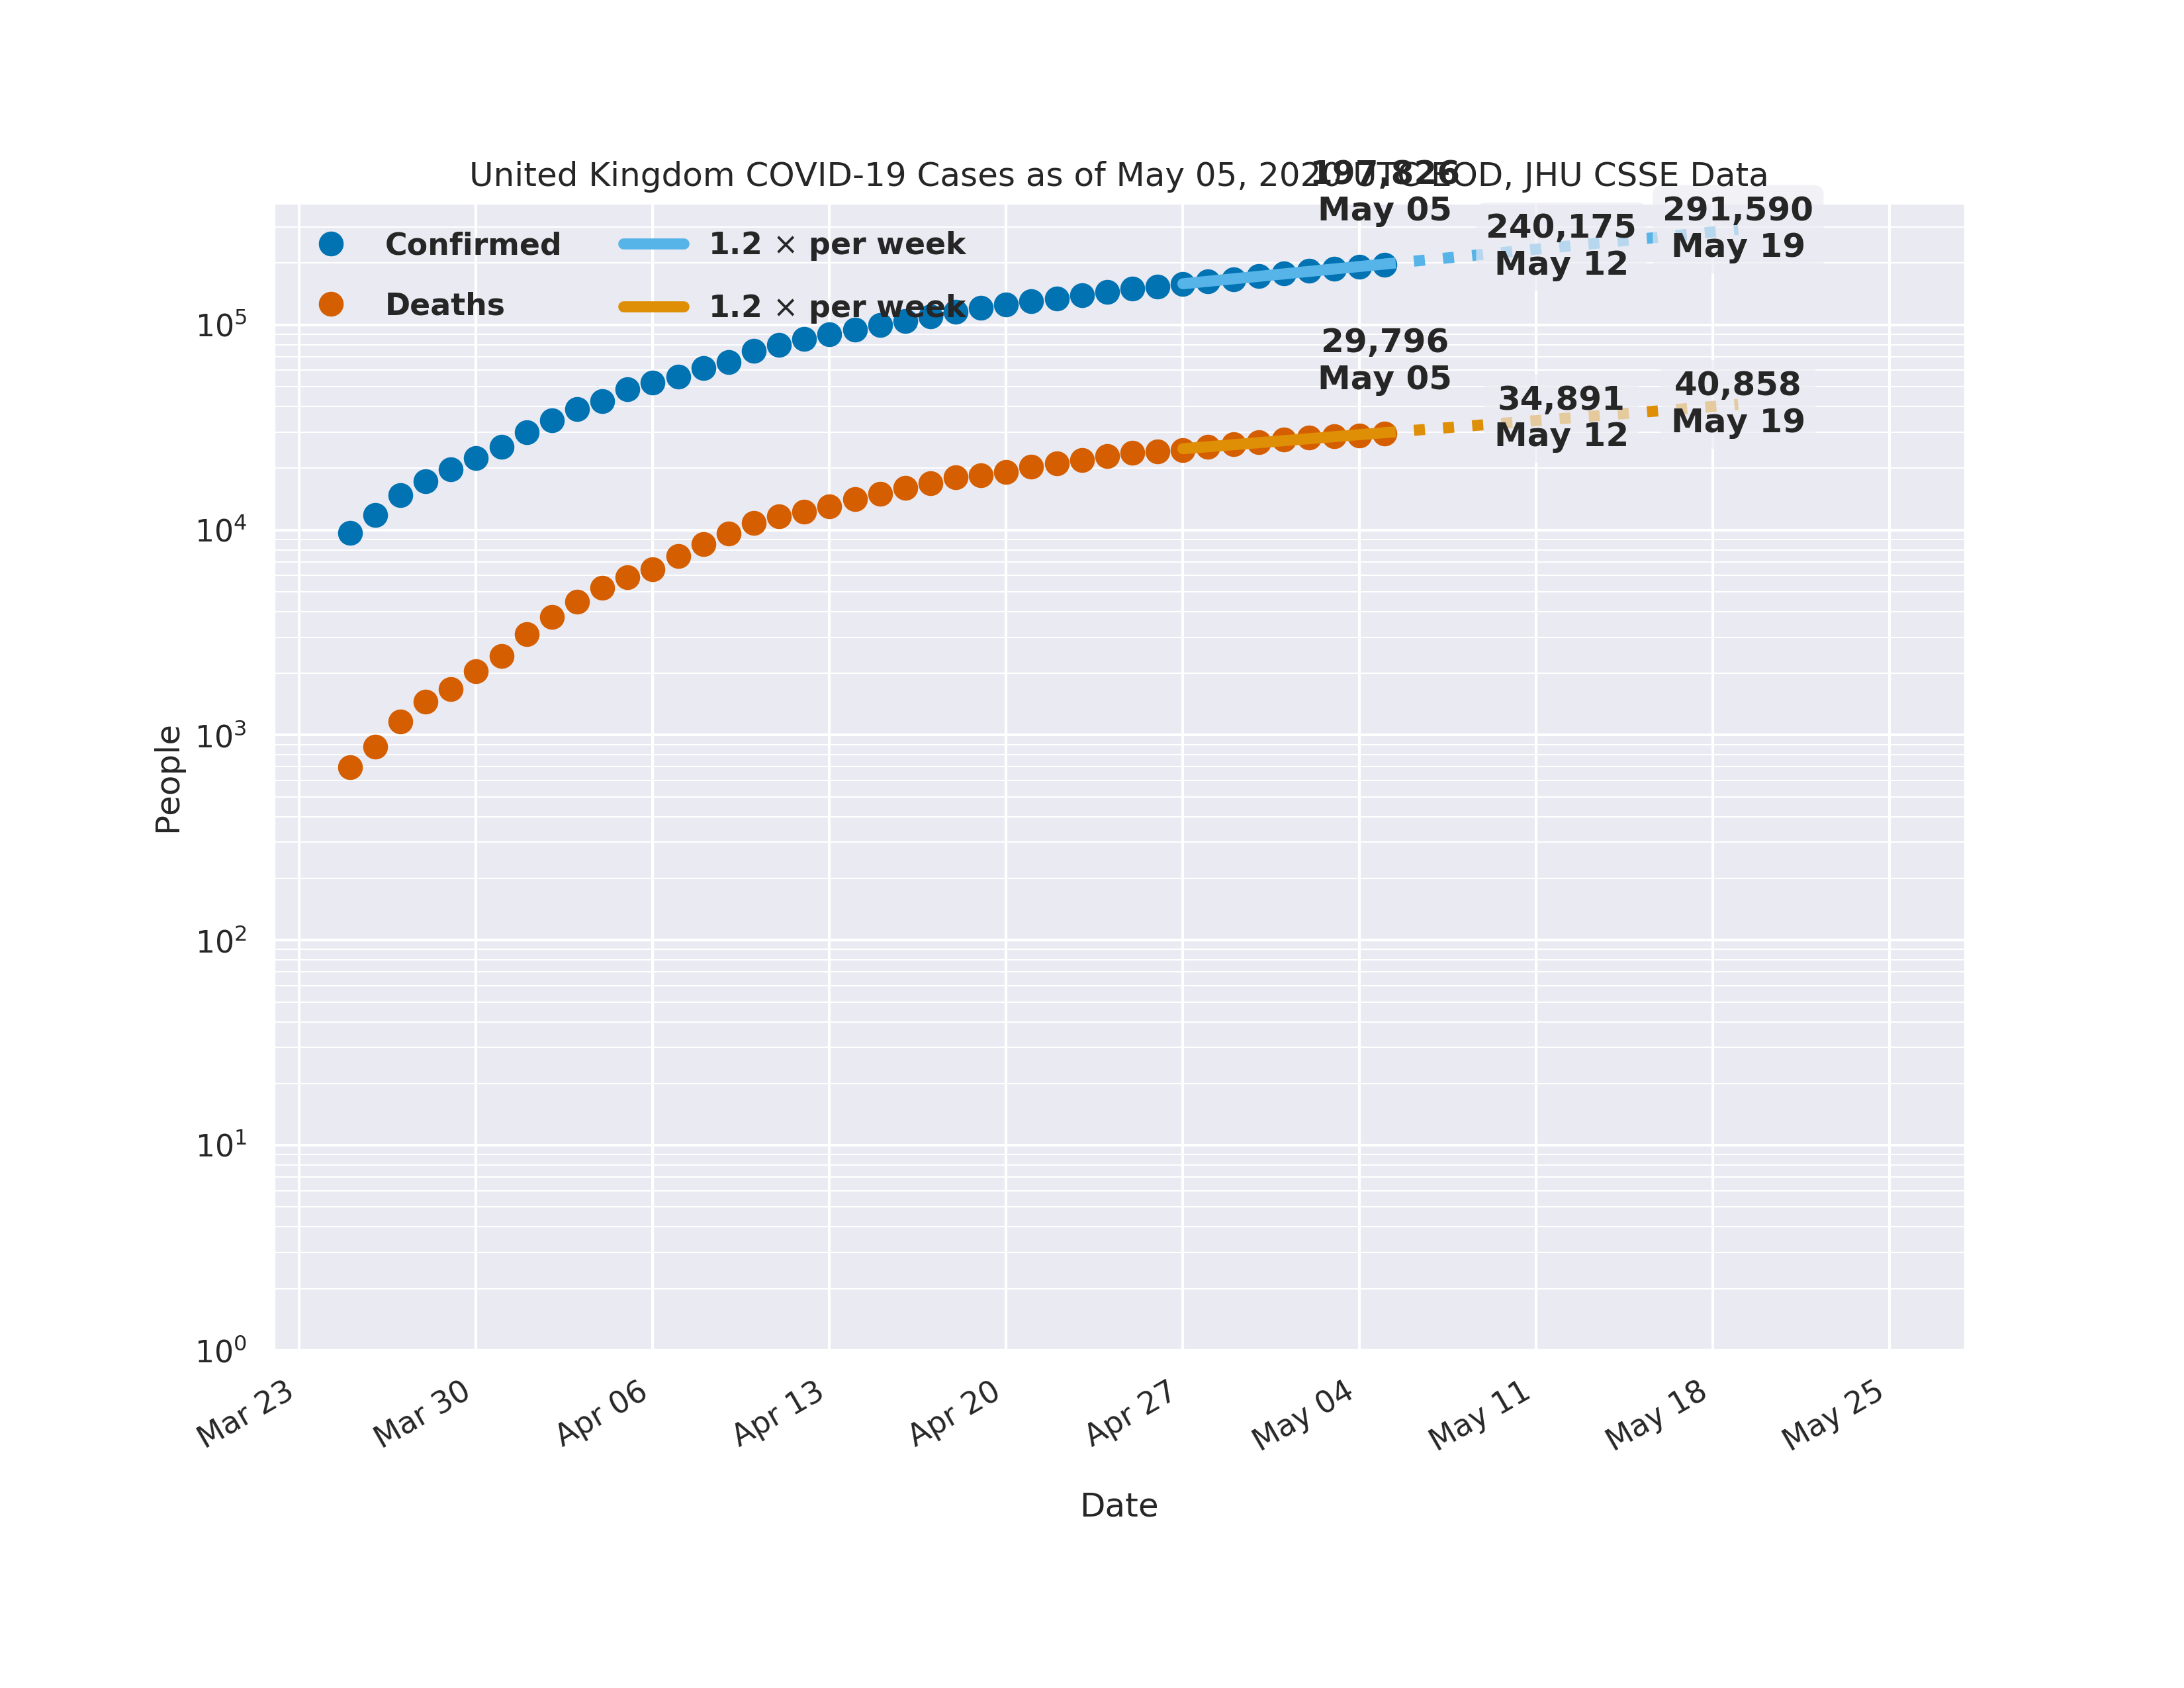 United Kingdom COVID-19 Cases as of May 05, 2020 UTC EOD, JHU CSSE Data
197,826
May 05
240,175
May 12
291,590
May 19
Confirmed
1.2 × per week
Deaths
1.2 × per week
29,796
May 05
34,891
May 12
40,858
May 19
People
10⁵
10⁴
10³
10²
10¹
10⁰
Mar 23
Mar 30
Apr 06
Apr 13
Apr 20
Apr 27
May 04
May 11
May 18
May 25
Date